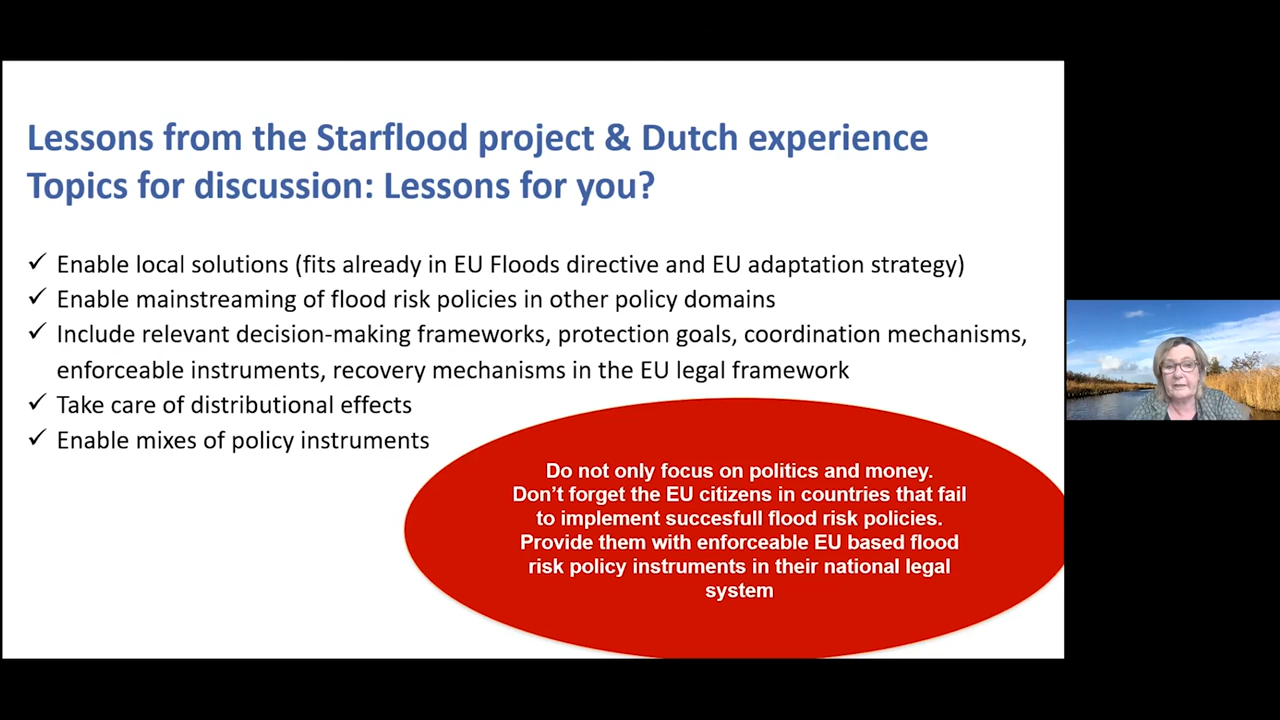 Lessons from the Starflood project & Dutch experience
Topics for discussion: Lessons for you?
✓ Enable local solutions (fits already in EU Floods directive and EU adaptation strategy)
✓ Enable mainstreaming of flood risk policies in other policy domains
✓ Include relevant decision-making frameworks, protection goals, coordination mechanisms,
enforceable instruments, recovery mechanisms in the EU legal framework
✓ Take care of distributional effects
✓ Enable mixes of policy instruments
Do not only focus on politics and money.
Don’t forget the EU citizens in countries that fail
to implement succesfull flood risk policies.
Provide them with enforceable EU based flood
risk policy instruments in their national legal
system